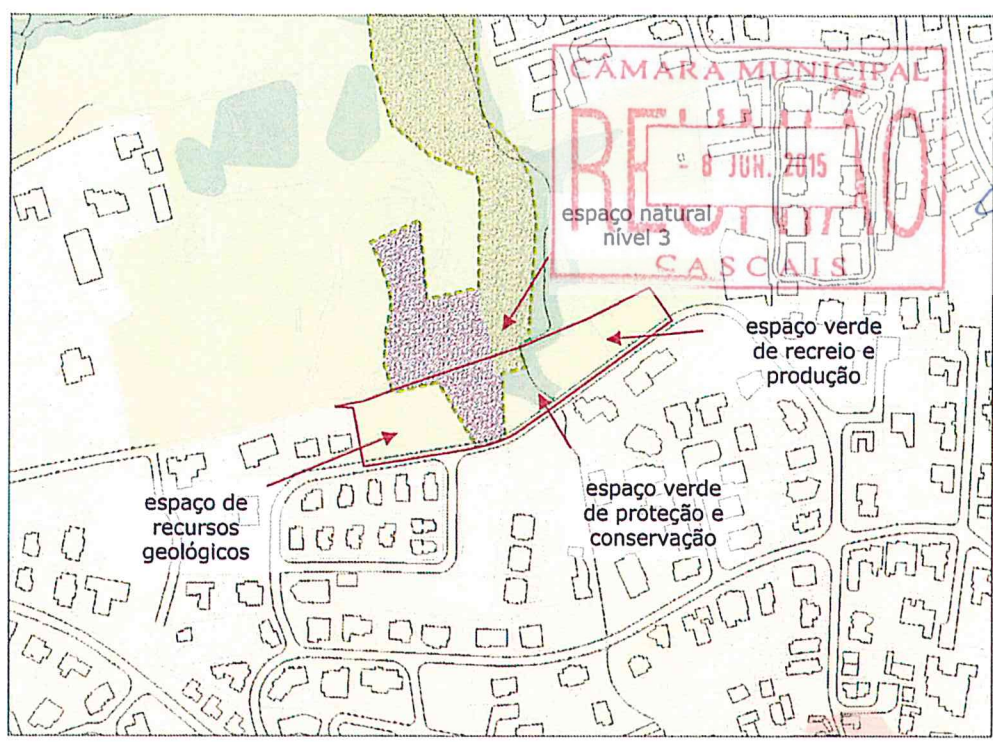 CÂMARA MUNICIPAL
REUNIÃO
- 8 JUN. 2015
CASCAIS
espaço natural
nível 3
espaço verde
de recreio e
produção
espaço de
recursos
geológicos
espaço verde
de proteção e
conservação